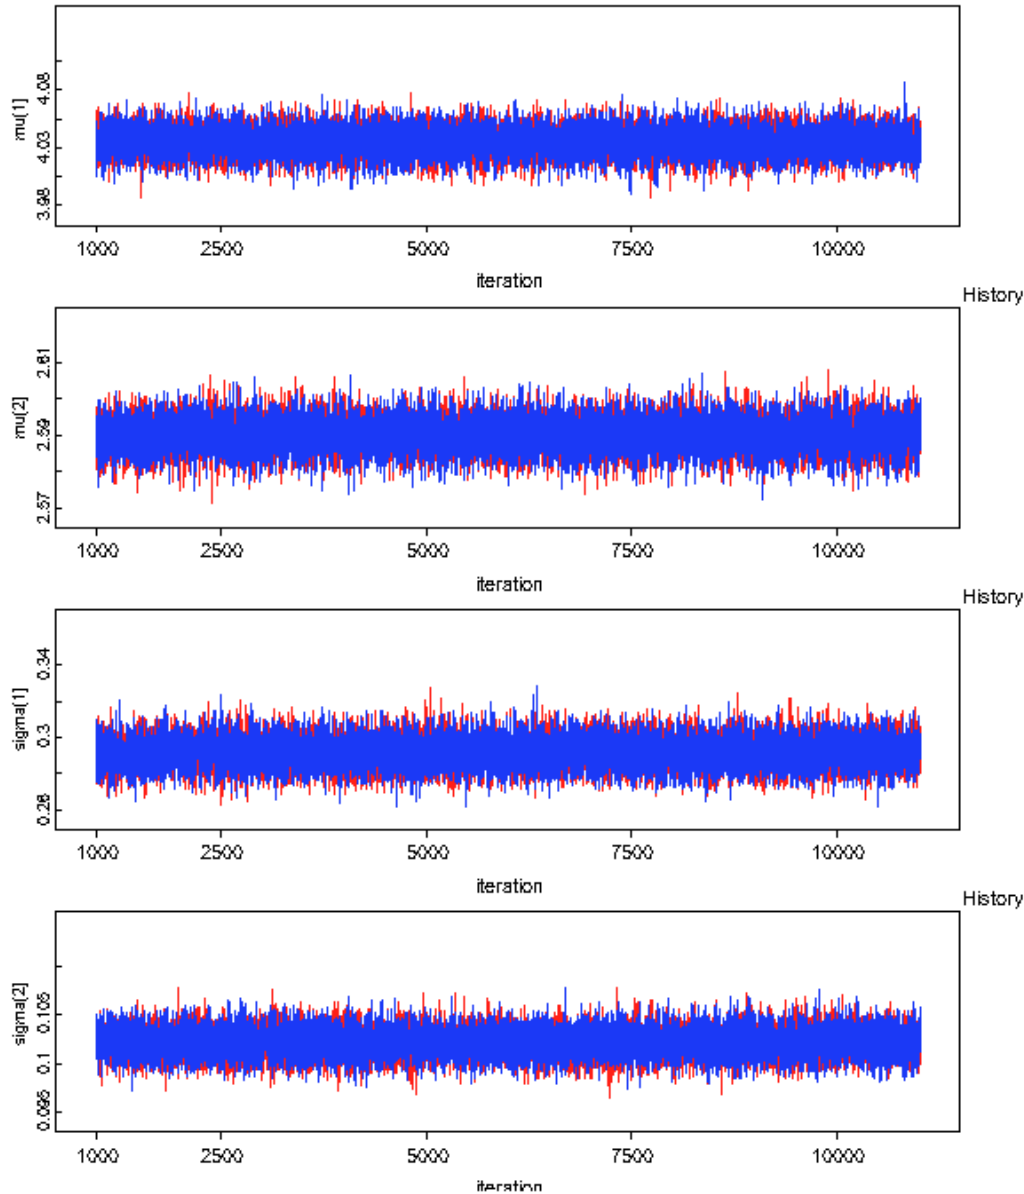 mu[1]
4.08
4.03
3.98
1000 2500 5000 7500 10000
iteration
History
mu[2]
2.61
2.59
2.57
1000 2500 5000 7500 10000
iteration
History
sigma[1]
0.34
0.3
0.26
1000 2500 5000 7500 10000
iteration
History
sigma[2]
0.105
0.1
0.095
1000 2500 5000 7500 10000
iteration